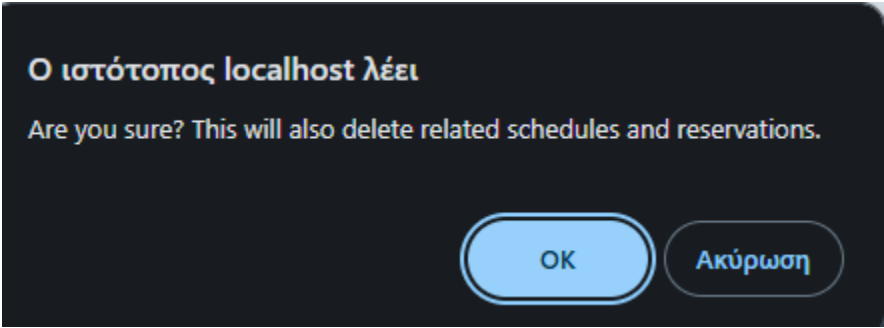 Ο ιστότοπος localhost λέει
Are you sure? This will also delete related schedules and reservations.
OK
Ακύρωση